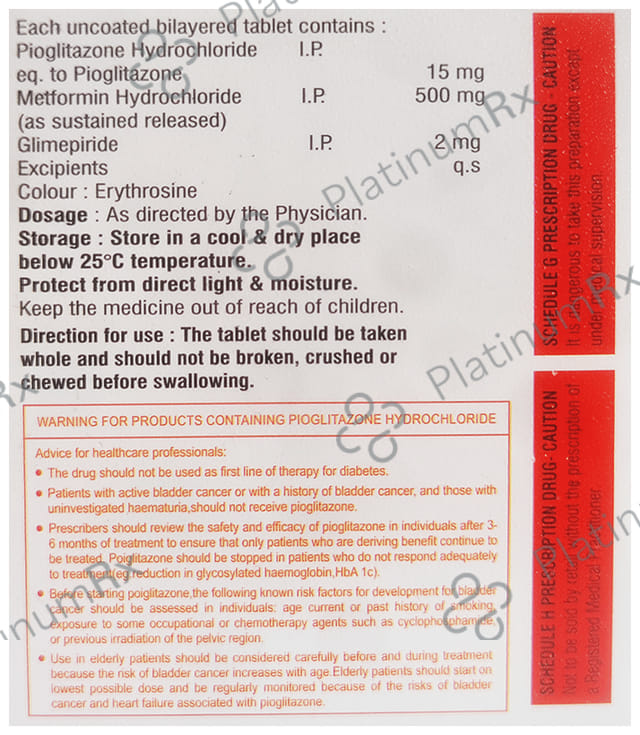 Each uncoated bilayered tablet contains :
Pioglitazone Hydrochloride I.P.
eq. to Pioglitazone 15 mg
Metformin Hydrochloride I.P. 500 mg
(as sustained released)
Glimepiride I.P. 2 mg
Excipients q.s
Colour : Erythrosine
Dosage : As directed by the Physician.
Storage : Store in a cool & dry place
below 25°C temperature.
Protect from direct light & moisture.
Keep the medicine out of reach of children.
Direction for use : The tablet should be taken
whole and should not be broken, crushed or
chewed before swallowing.
WARNING FOR PRODUCTS CONTAINING PIOGLITAZONE HYDROCHLORIDE
Advice for healthcare professionals:
• The drug should not be used as first line of therapy for diabetes.
• Patients with active bladder cancer or with a history of bladder cancer, and those with
uninvestigated haematuria,should not receive pioglitazone.
• Prescribers should review the safety and efficacy of pioglitazone in individuals after 3-
6 months of treatment to ensure that only patients who are deriving benefit continue to
be treated. Poiglitazone should be stopped in patients who do not respond adequately
to treatment(eg.reduction in glycosylated haemoglobin,HbA 1c).
• Before starting poiglitazone,the following known risk factors for development for bladder
cancer should be assessed in individuals: age current or past history of smoking,
exposure to some occupational or chemotherapy agents such as cyclophosphamide,
or previous irradiation of the pelvic region.
• Use in elderly patients should be considered carefully before and during treatment
because the risk of bladder cancer increases with age.Elderly patients should start on
lowest possible dose and be regularly monitored because of the risks of bladder
cancer and heart failure associated with pioglitazone.
SCHEDULE G PRESCRIPTION DRUG - CAUTION
It is dangerous to take this preparation except
under medical supervision.
SCHEDULE H PRESCRIPTION DRUG- CAUTION
Not to be sold by retail without the prescription of
a Registered Medical Practitioner
PlatinumRx
PlatinumRx
PlatinumRx